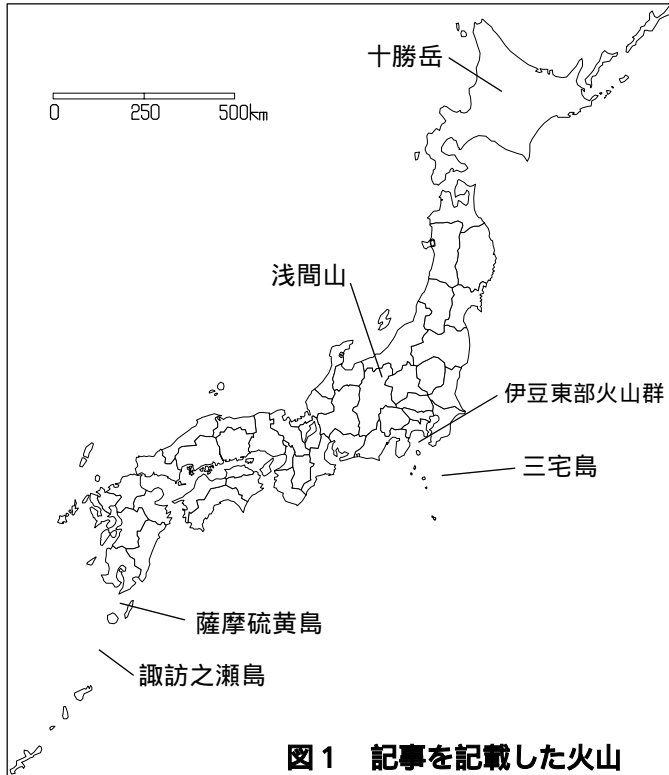 十勝岳
0 250 500km
浅間山
伊豆東部火山群
三宅島
薩摩硫黄島
諏訪之瀬島
図1 記事を記載した火山